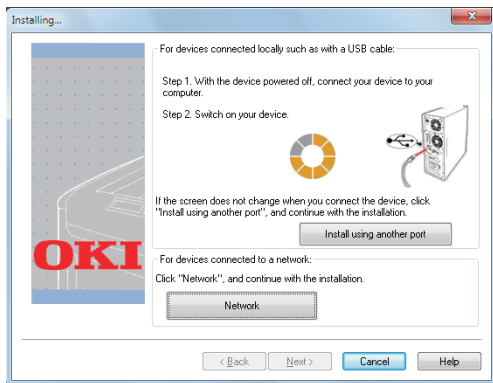 Installing...
For devices connected locally such as with a USB cable:
Step 1. With the device powered off, connect your device to your
computer.
Step 2. Switch on your device.
If the screen does not change when you connect the device, click
"Install using another port", and continue with the installation.
Install using another port
OKI
For devices connected to a network:
Click "Network", and continue with the installation.
Network
< Back
Next >
Cancel
Help